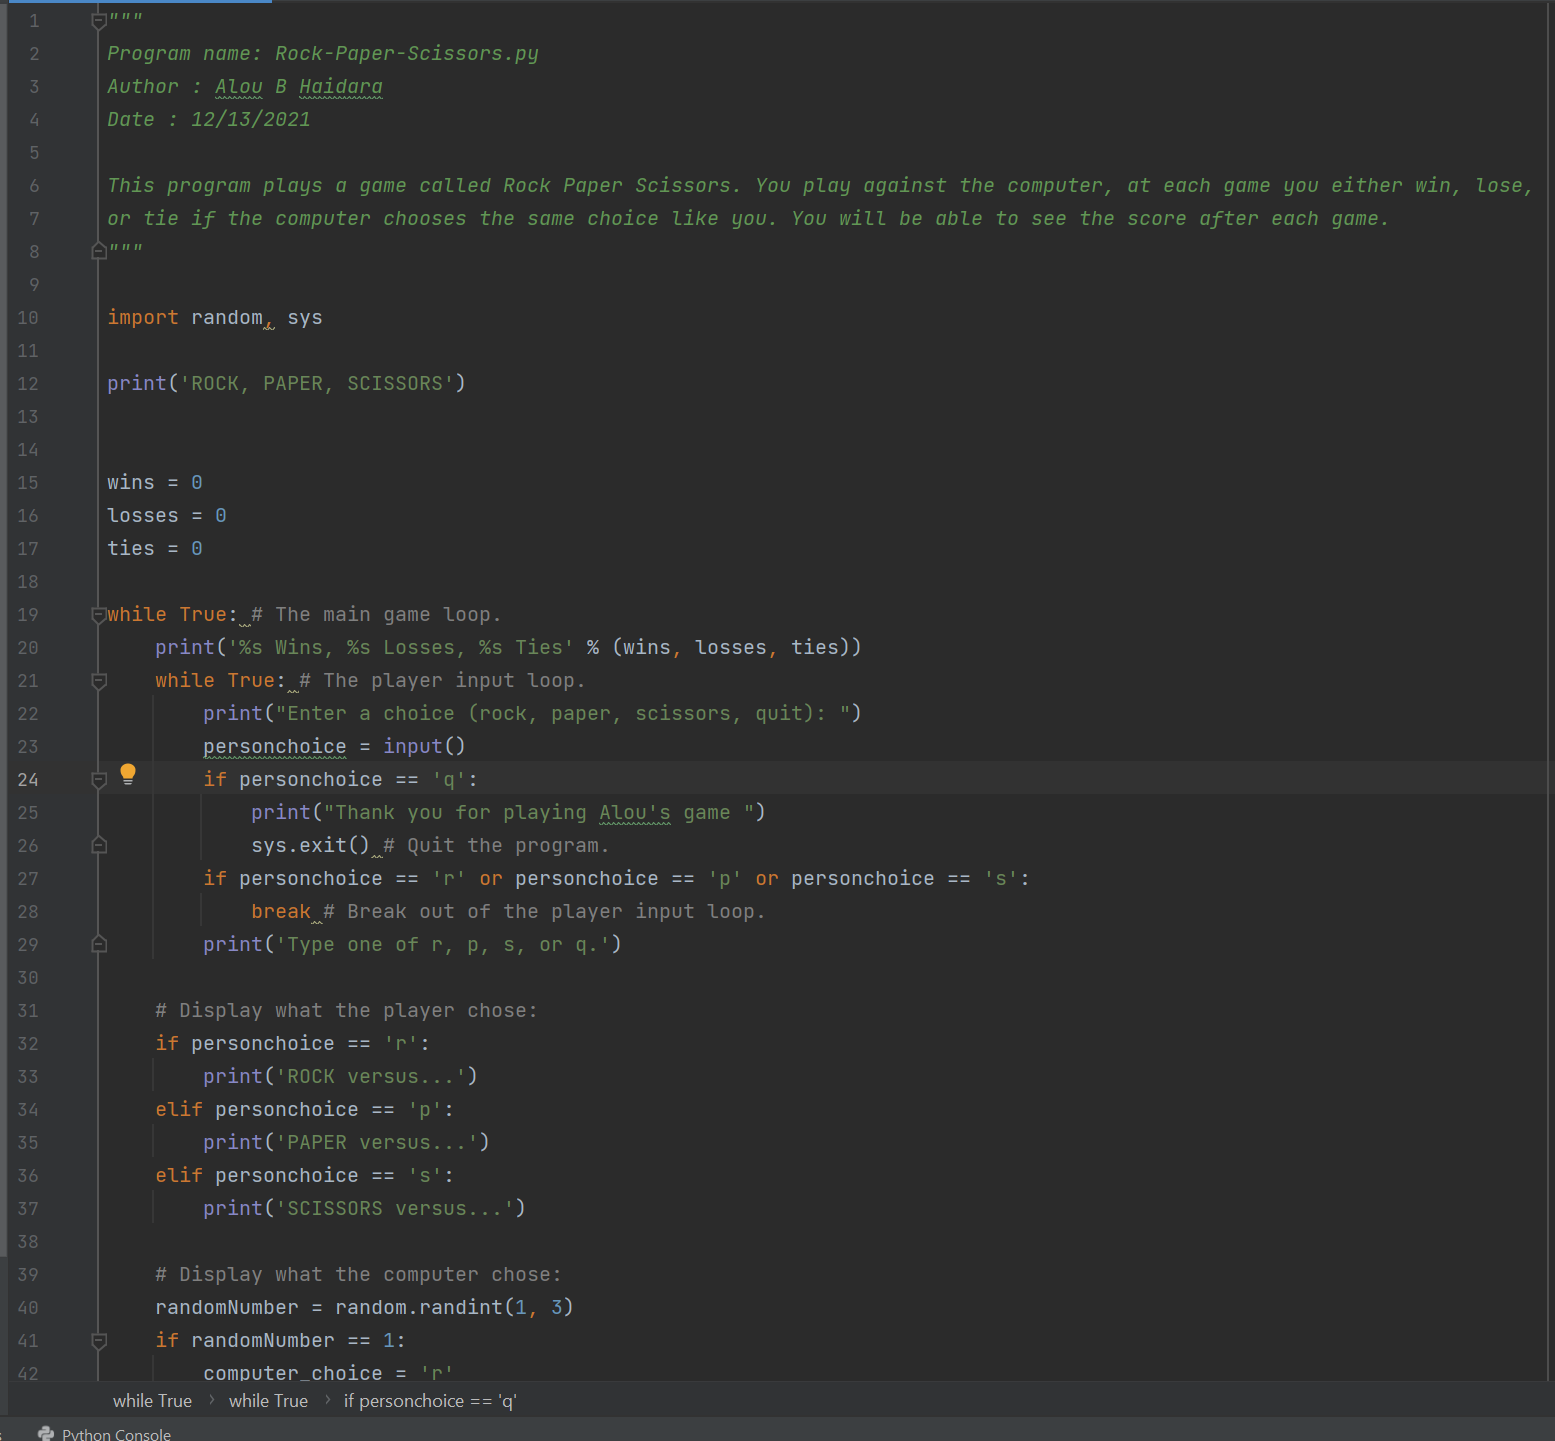 1 """
2 Program name: Rock-Paper-Scissors.py
3 Author : Alou B Haidara
4 Date : 12/13/2021
5
6 This program plays a game called Rock Paper Scissors. You play against the computer, at each game you either win, lose,
7 or tie if the computer chooses the same choice like you. You will be able to see the score after each game.
8 """
9
10 import random, sys
11
12 print('ROCK, PAPER, SCISSORS')
13
14
15 wins = 0
16 losses = 0
17 ties = 0
18
19 while True: # The main game loop.
20     print('%s Wins, %s Losses, %s Ties' % (wins, losses, ties))
21     while True: # The player input loop.
22         print("Enter a choice (rock, paper, scissors, quit): ")
23         personchoice = input()
24         if personchoice == 'q':
25             print("Thank you for playing Alou's game ")
26             sys.exit() # Quit the program.
27         if personchoice == 'r' or personchoice == 'p' or personchoice == 's':
28             break # Break out of the player input loop.
29         print('Type one of r, p, s, or q.')
30
31     # Display what the player chose:
32     if personchoice == 'r':
33         print('ROCK versus...')
34     elif personchoice == 'p':
35         print('PAPER versus...')
36     elif personchoice == 's':
37         print('SCISSORS versus...')
38
39     # Display what the computer chose:
40     randomNumber = random.randint(1, 3)
41     if randomNumber == 1:
42         computer_choice = 'r'
while True › while True › if personchoice == 'q'
Python Console